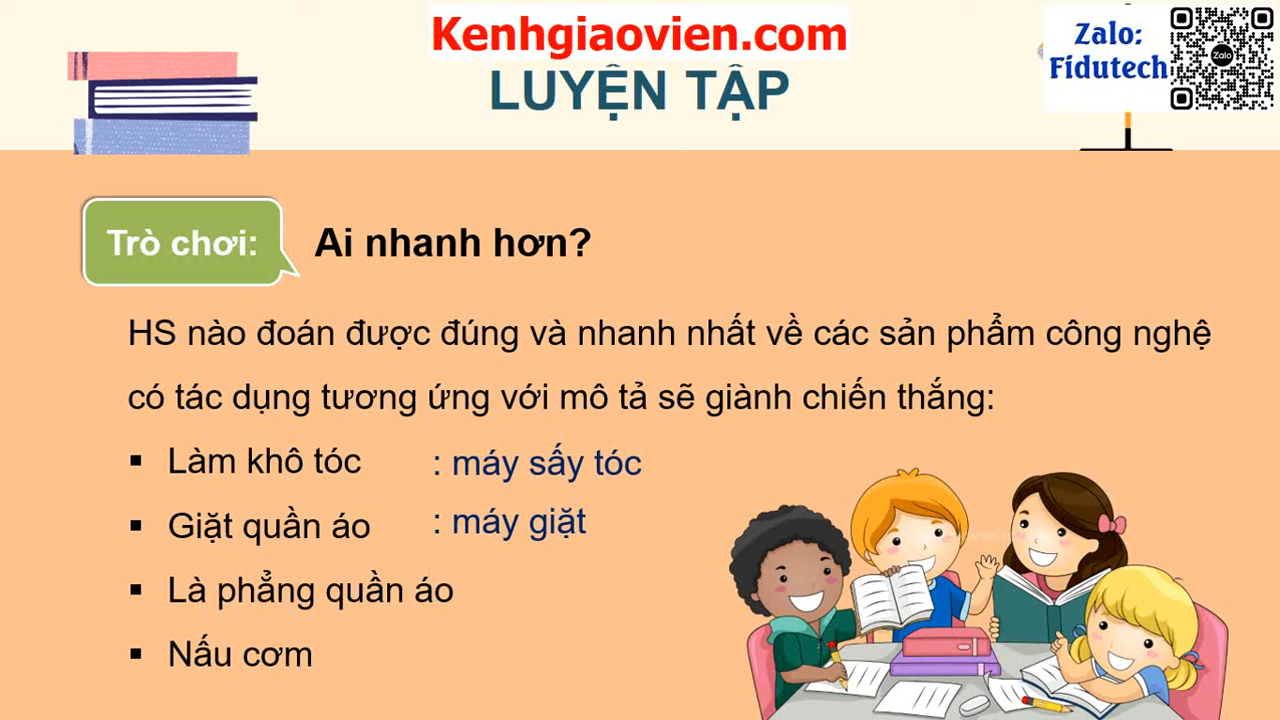 Kenhgiaovien.com
Zalo:
Fidutech
Zalo
LUYỆN TẬP
Trò chơi:
Ai nhanh hơn?
HS nào đoán được đúng và nhanh nhất về các sản phẩm công nghệ
có tác dụng tương ứng với mô tả sẽ giành chiến thắng:
▪ Làm khô tóc : máy sấy tóc
▪ Giặt quần áo : máy giặt
▪ Là phẳng quần áo
▪ Nấu cơm